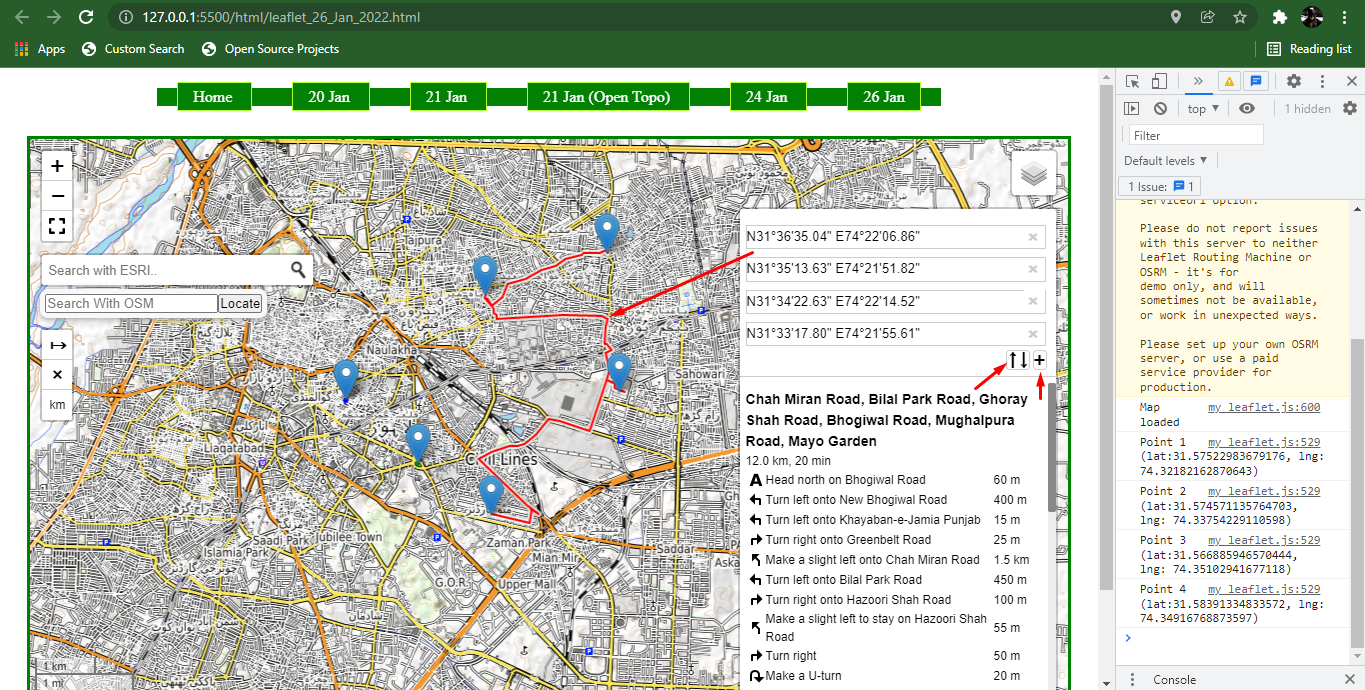 127.0.0.1:5500/html/leaflet_26_Jan_2022.html
Apps
Custom Search
Open Source Projects
Reading list
Home
20 Jan
21 Jan
21 Jan (Open Topo)
24 Jan
26 Jan
+
−
Search with ESRI..
Search With OSM
Locate
km
1 km
1 mi
Tajpura
Naulakha
Sahowari
Liaqatabad
Civil Lines
Zaman Park
Mian Mir
Saadi Park
Jubilee Town
Islamia Park
G.O.R.
Upper Mall
Saddar
N31°36'35.04" E74°22'06.86"
N31°35'13.63" E74°21'51.82"
N31°34'22.63" E74°22'14.52"
N31°33'17.80" E74°21'55.61"
+
Chah Miran Road, Bilal Park Road, Ghoray
Shah Road, Bhogiwal Road, Mughalpura
Road, Mayo Garden
12.0 km, 20 min
Head north on Bhogiwal Road 60 m
Turn left onto New Bhogiwal Road 400 m
Turn left onto Khayaban-e-Jamia Punjab 15 m
Turn right onto Greenbelt Road 25 m
Make a slight left onto Chah Miran Road 1.5 km
Turn left onto Bilal Park Road 450 m
Turn right onto Hazoori Shah Road 100 m
Make a slight left to stay on Hazoori Shah
Road 55 m
Turn right 50 m
Make a U-turn 20 m
top
1 hidden
Filter
Default levels
1 Issue: 1
serviceUrl option.
Please do not report issues
with this server to neither
Leaflet Routing Machine or
OSRM - it's for
demo only, and will
sometimes not be available,
or work in unexpected ways.
Please set up your own OSRM
server, or use a paid
service provider for
production.
Map my leaflet.js:600
loaded
Point 1 my leaflet.js:529
(lat:31.57522983679176, lng:
74.32182162870643)
Point 2 my leaflet.js:529
(lat:31.574571135764703,
lng: 74.33754229110598)
Point 3 my leaflet.js:529
(lat:31.566885946570444,
lng: 74.35102941677118)
Point 4 my leaflet.js:529
(lat:31.58391334833572, lng:
74.34916768873597)
Console